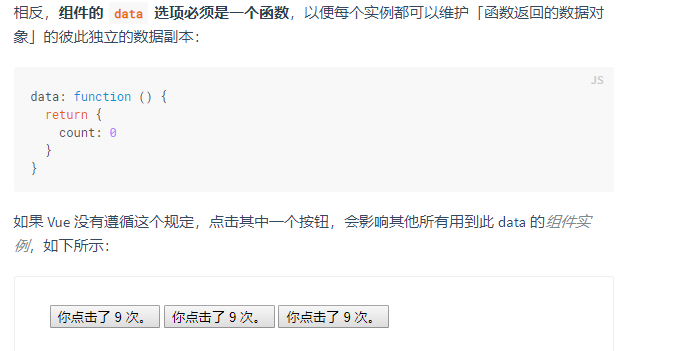 相反，组件的 data 选项必须是一个函数，以便每个实例都可以维护「函数返回的数据对
象」的彼此独立的数据副本：
JS
data: function () {
  return {
    count: 0
  }
}
如果 Vue 没有遵循这个规定，点击其中一个按钮，会影响其他所有用到此 data 的组件实
例，如下所示：
你点击了 9 次。 你点击了 9 次。 你点击了 9 次。